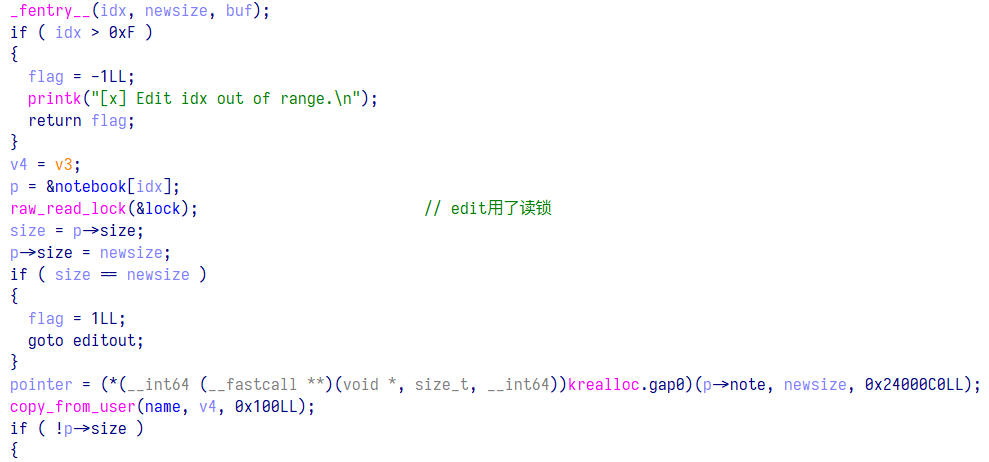 _fentry__(idx, newsize, buf);
if ( idx > 0xF )
{
  flag = -1LL;
  printk("[x] Edit idx out of range.\n");
  return flag;
}
v4 = v3;
p = &notebook[idx];
raw_read_lock(&lock);                         // edit用了读锁
size = p->size;
p->size = newsize;
if ( size == newsize )
{
  flag = 1LL;
  goto editout;
}
pointer = (*(__int64 (__fastcall **)(void *, size_t, __int64))krealloc.gap0)(p->note, newsize, 0x24000C0LL);
copy_from_user(name, v4, 0x100LL);
if ( !p->size )
{